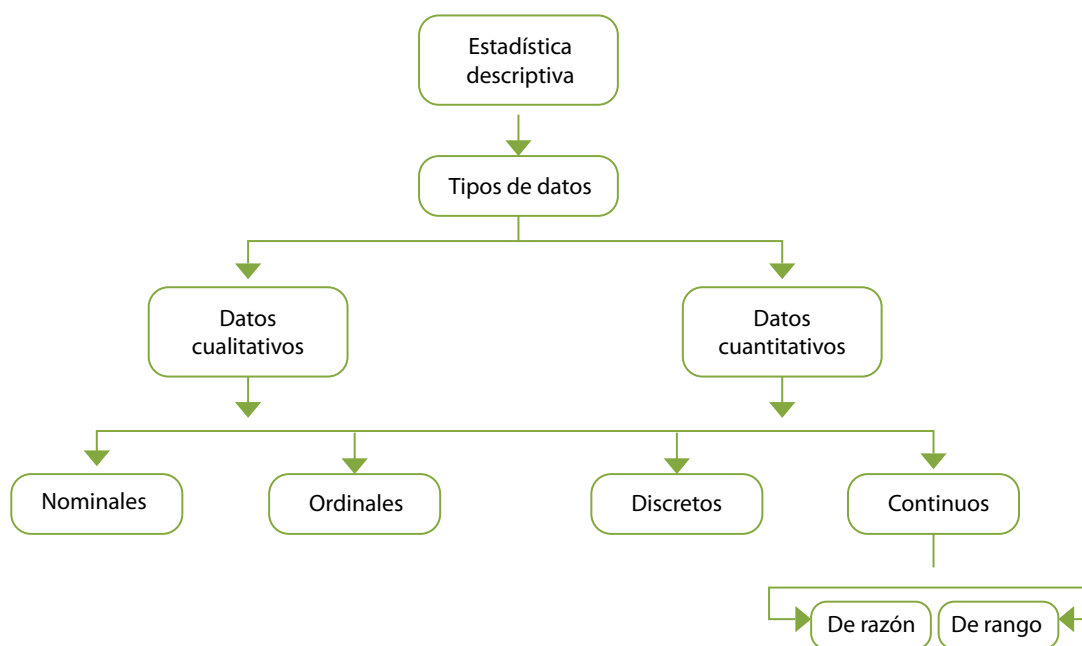 Estadística
descriptiva
Tipos de datos
Datos
cualitativos
Datos
cuantitativos
Nominales
Ordinales
Discretos
Continuos
De razón
De rango